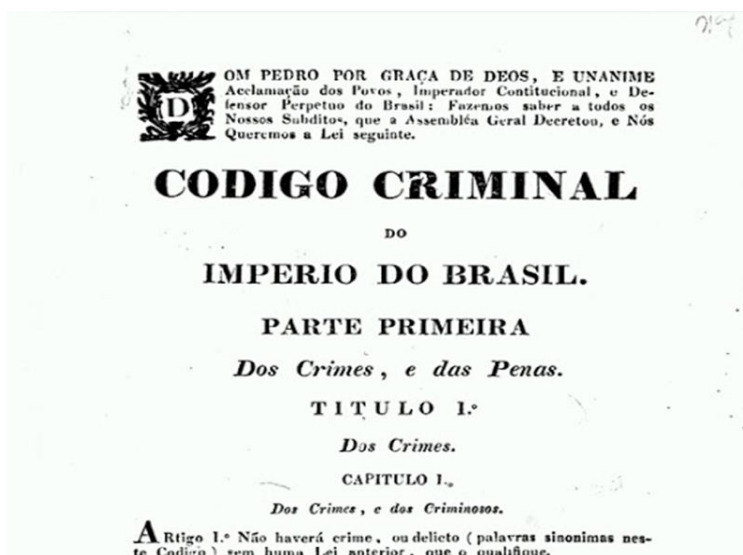 DOM PEDRO POR GRAÇA DE DEOS, E UNANIME
Acclamação dos Povos, Imperador Contitucional, e De-
fensor Perpetuo do Brasil: Fazemos saber a todos os
Nossos Subditos, que a Assembléa Geral Decretou, e Nós
Queremos a Lei seguinte.
CODIGO CRIMINAL
DO
IMPERIO DO BRASIL.
PARTE PRIMEIRA
Dos Crimes, e das Penas.
TITULO I.º
Dos Crimes.
CAPITULO I.º
Dos Crimes, e dos Criminosos.
ARtigo 1.º Não haverá crime, ou delicto (palavras sinonimas nes-
te Codigo) sem huma Lei anterior, que o qualifique.